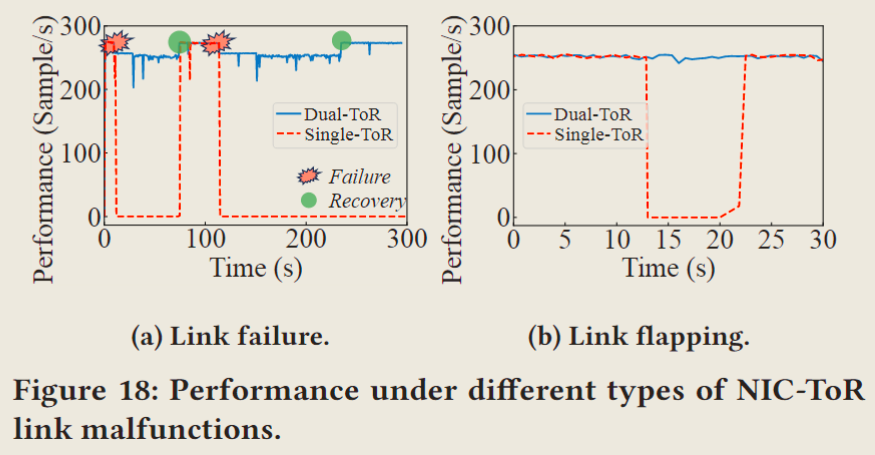 Performance (Sample/s)
300
200
100
0
Dual-ToR
Single-ToR
Failure
Recovery
0 100 200 300
Time (s)
(a) Link failure.
Performance (Sample/s)
300
200
100
0
Dual-ToR
Single-ToR
0 5 10 15 20 25 30
Time (s)
(b) Link flapping.
Figure 18: Performance under different types of NIC-ToR
link malfunctions.